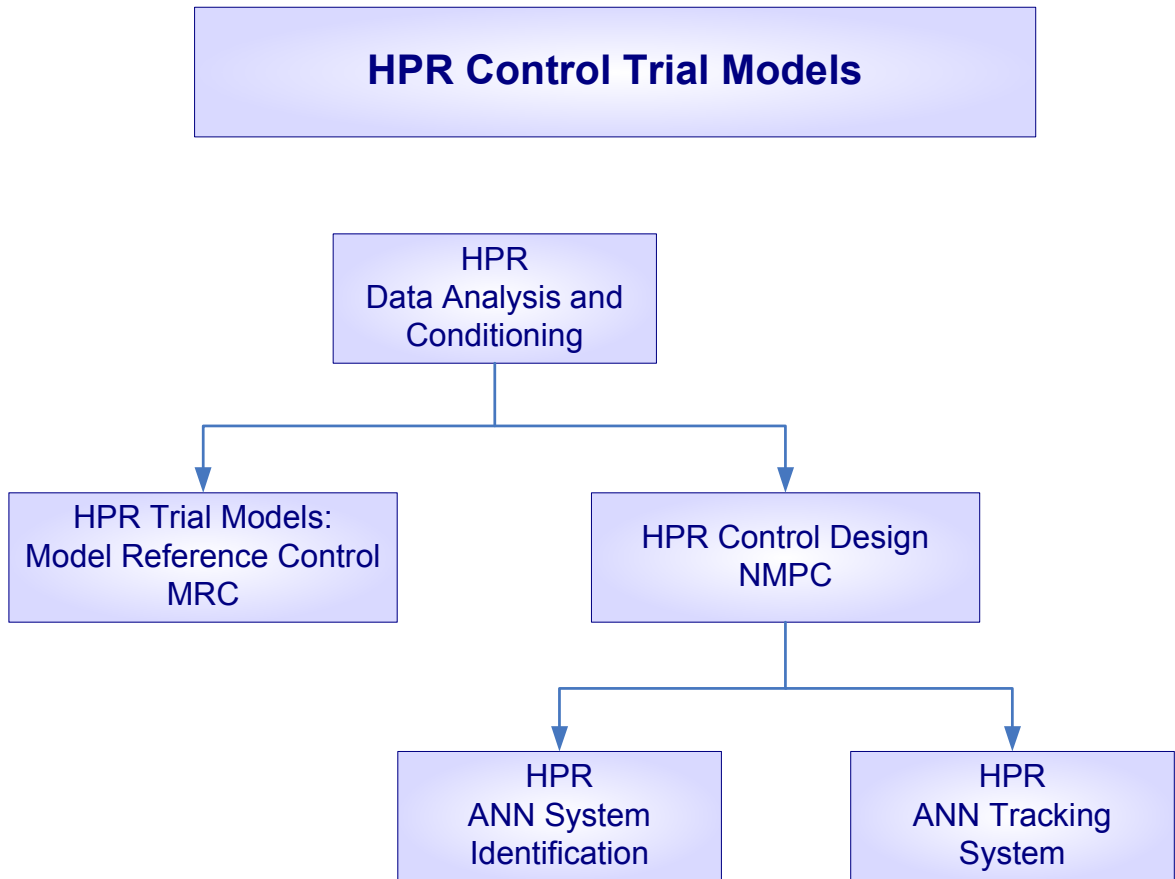 HPR Control Trial Models
HPR
Data Analysis and
Conditioning
HPR Trial Models:
Model Reference Control
MRC
HPR Control Design
NMPC
HPR
ANN System
Identification
HPR
ANN Tracking
System